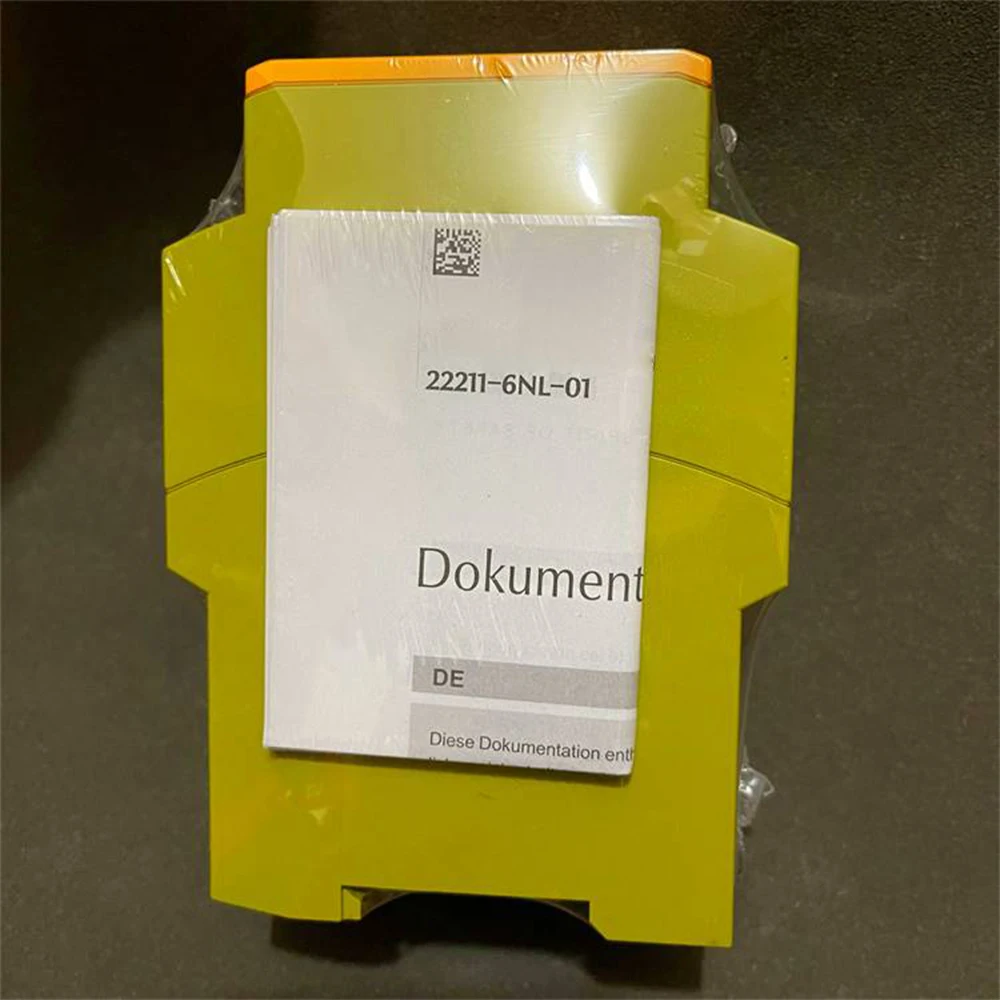 22211-6NL-01
Dokument
DE
Diese Dokumentation enth